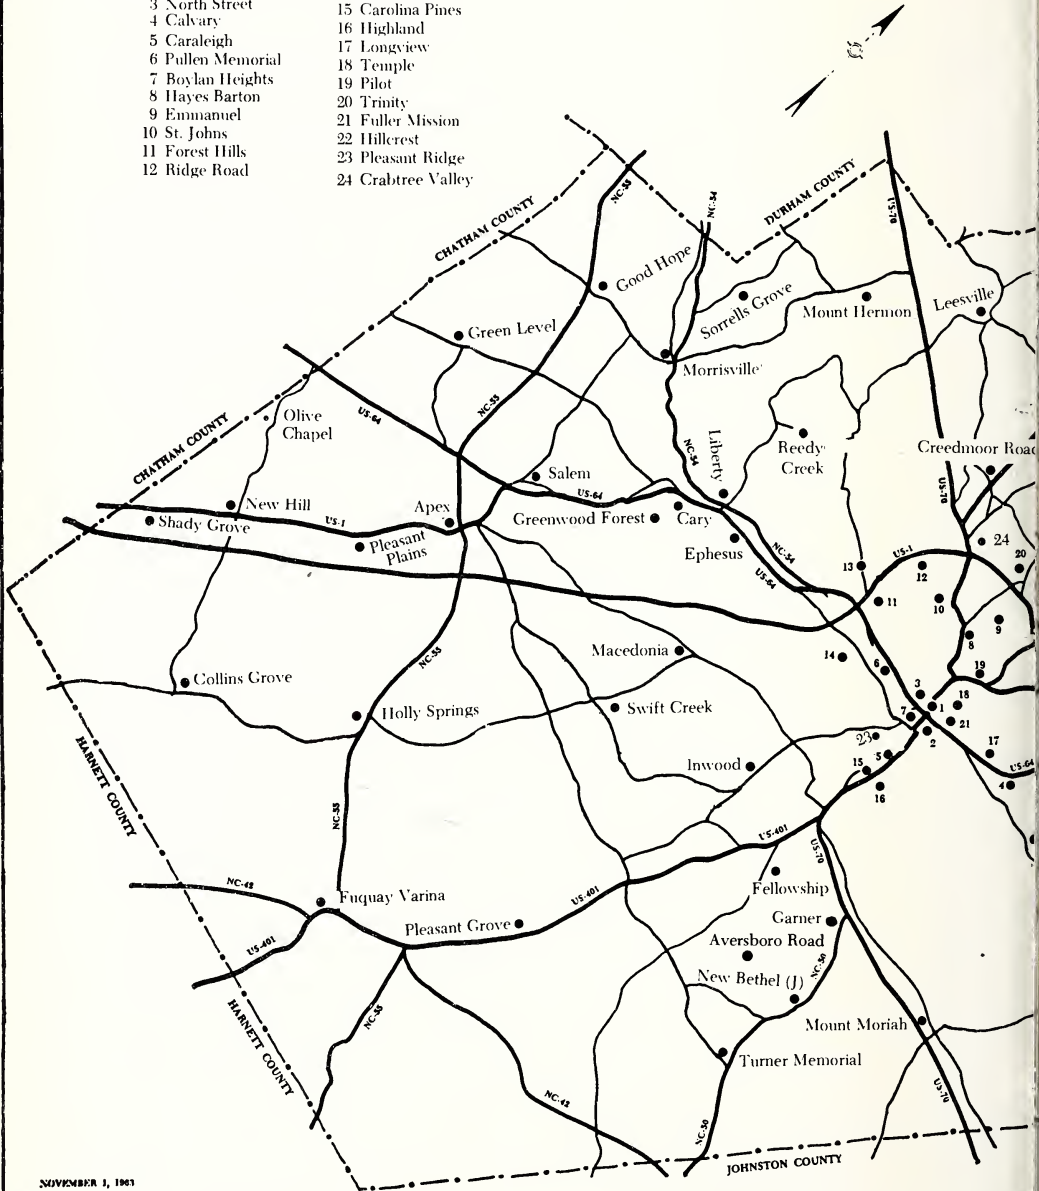 3 North Street
4 Calvary
5 Caraleigh
6 Pullen Memorial
7 Boylan Heights
8 Hayes Barton
9 Emmanuel
10 St. Johns
11 Forest Hills
12 Ridge Road
15 Carolina Pines
16 Highland
17 Longview
18 Temple
19 Pilot
20 Trinity
21 Fuller Mission
22 Hillcrest
23 Pleasant Ridge
24 Crabtree Valley
CHATHAM COUNTY
NC-55
NC-54
DURHAM COUNTY
US-70
Good Hope
Sorrells Grove
Mount Hermon
Leesville
Green Level
Morrisville
US-64
NC-55
Olive
Chapel
CHATHAM COUNTY
NC-54
Liberty
Reedy
Creek
Creedmoor Road
US-70
Salem
US-64
New Hill
Shady Grove
US-1
Apex
Pleasant
Plains
Greenwood Forest
Cary
Ephesus
NC-54
US-64
US-1
24
20
13
12
11
10
9
8
Macedonia
14
6
19
Collins Grove
NC-55
3
1
18
7
21
2
Holly Springs
Swift Creek
23
17
5
Inwood
15
16
US-64
4
HARNETT COUNTY
NC-55
US-401
US-70
NC-42
Fuquay Varina
US-401
Fellowship
Pleasant Grove
Garner
Aversboro Road
US-401
New Bethel (J)
NC-50
HARNETT COUNTY
NC-55
Mount Moriah
Turner Memorial
NC-42
US-70
NC-50
JOHNSTON COUNTY
NOVEMBER 1, 1963